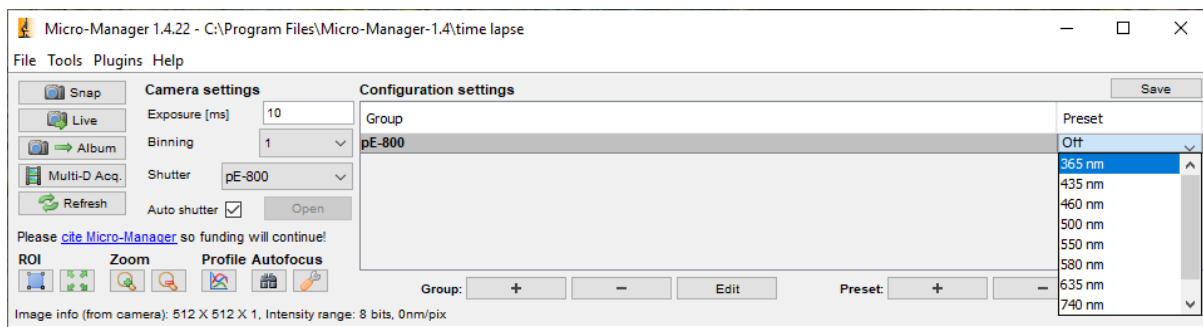 Micro-Manager 1.4.22 - C:\Program Files\Micro-Manager-1.4\time lapse
File Tools Plugins Help
Snap
Live
Album
Multi-D Acq.
Refresh
Camera settings
Exposure [ms] 10
Binning 1
Shutter pE-800
Auto shutter Open
Please cite Micro-Manager so funding will continue!
ROI Zoom Profile Autofocus
Configuration settings Save
Group Preset
pE-800 Off
365 nm
435 nm
460 nm
500 nm
550 nm
580 nm
635 nm
740 nm
Group: + - Edit Preset: + -
Image info (from camera): 512 X 512 X 1, Intensity range: 8 bits, 0nm/pix